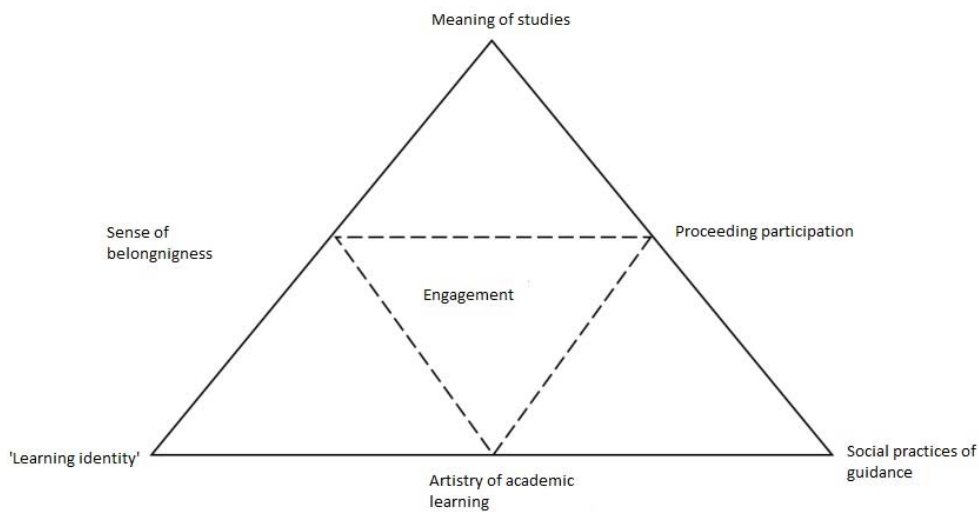 Meaning of studies
Sense of
belongnigness
Proceeding participation
Engagement
'Learning identity'
Artistry of academic
learning
Social practices of
guidance